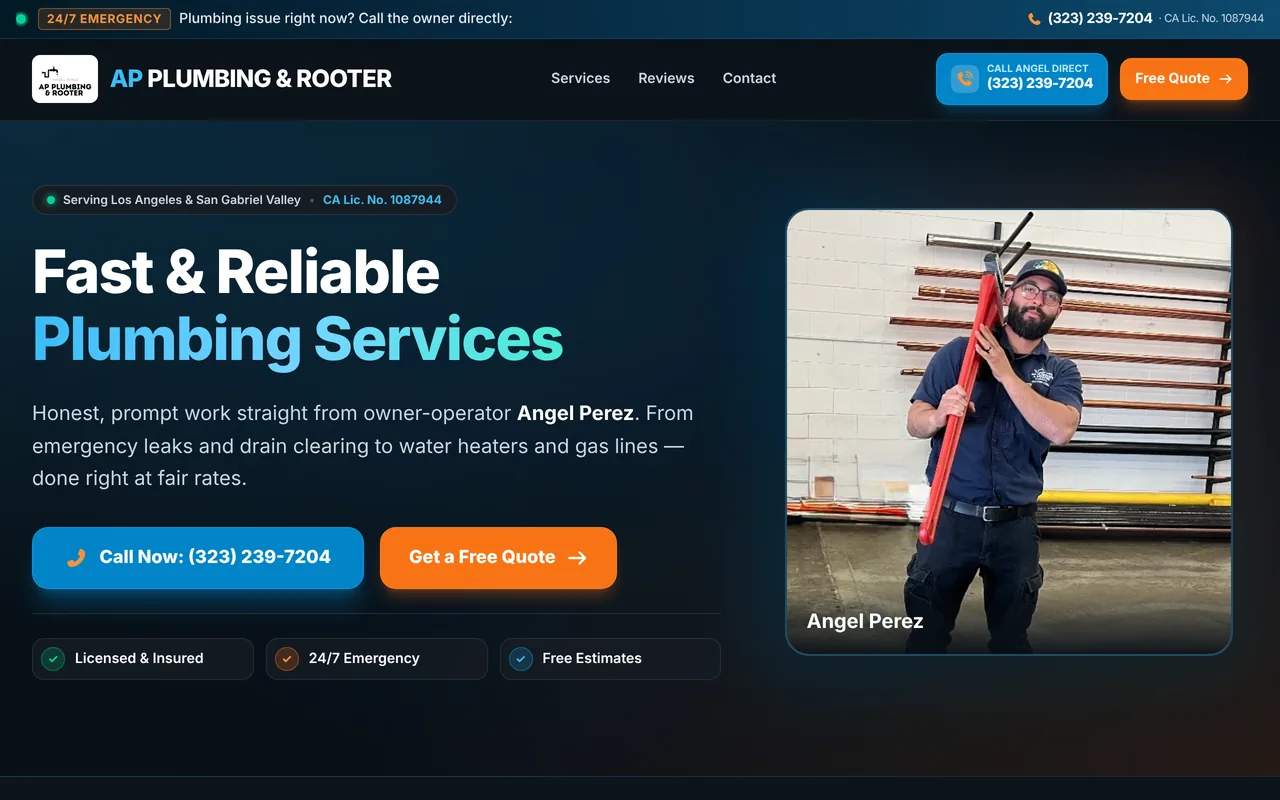 24/7 EMERGENCY Plumbing issue right now? Call the owner directly:
(323) 239-7204 · CA Lic. No. 1087944
ANGEL PEREZ
AP PLUMBING
& ROOTER
AP PLUMBING & ROOTER
Services
Reviews
Contact
CALL ANGEL DIRECT
(323) 239-7204
Free Quote →
Serving Los Angeles & San Gabriel Valley • CA Lic. No. 1087944
Fast & Reliable
Plumbing Services
Honest, prompt work straight from owner-operator Angel Perez. From
emergency leaks and drain clearing to water heaters and gas lines —
done right at fair rates.
Call Now: (323) 239-7204
Get a Free Quote →
Licensed & Insured
24/7 Emergency
Free Estimates
Angel Perez